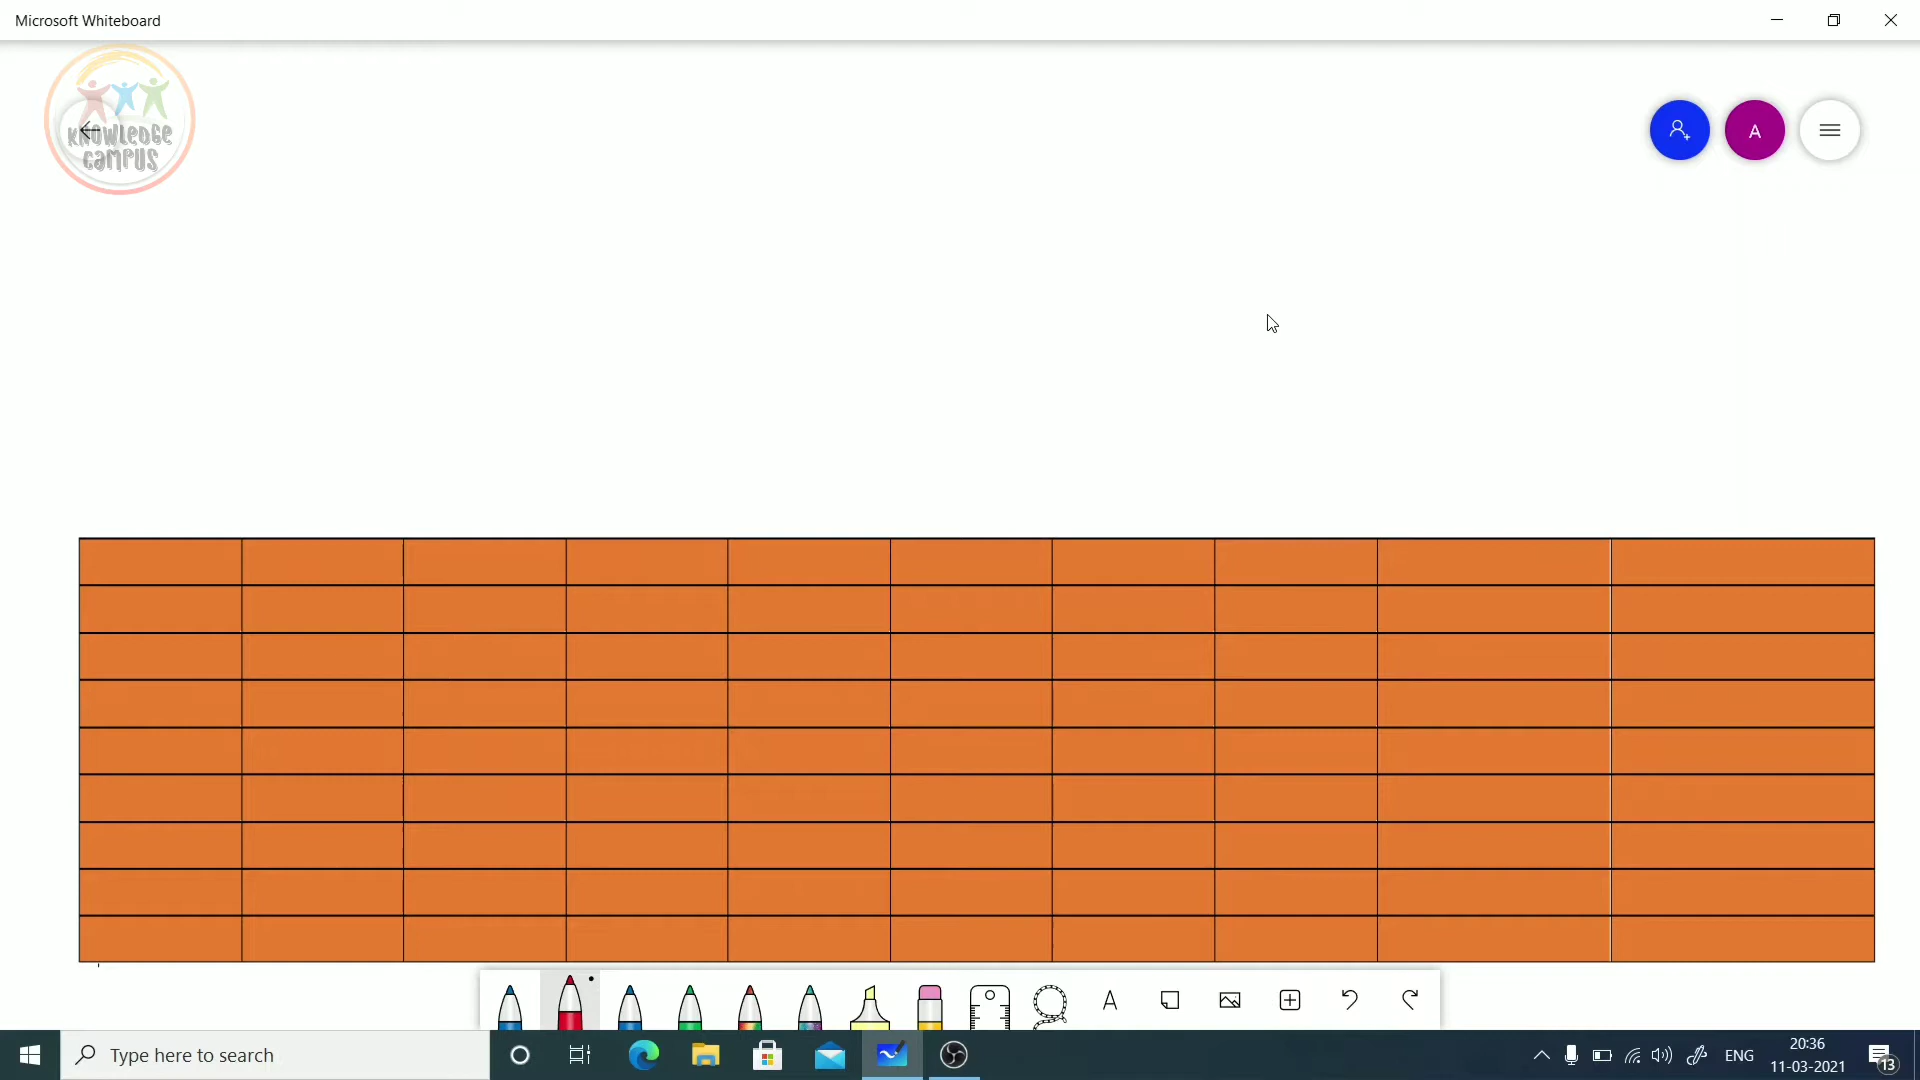 Microsoft Whiteboard
KNOWLEDGE
CAMPUS
A
A
Type here to search
ENG
20:36
11-03-2021
13